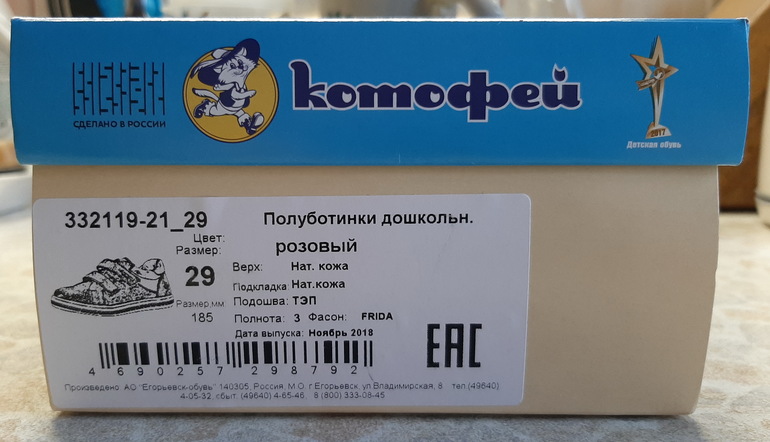 СДЕЛАНО В РОССИИ
котофей
2017
Детская обувь
332119-21_29 Полуботинки дошкольн.
Цвет: розовый
Размер: 29
Верх: Нат. кожа
Подкладка: Нат.кожа
Размер,мм Подошва: ТЭП
185 Полнота: 3 Фасон: FRIDA
Дата выпуска: Ноябрь 2018
EAC
4 690257 298792
Произведено: АО "Егорьевск-обувь" 140305, Россия, М.О. г Егорьевск, ул Владимирская, 8 тел (49640)
4-05-32, сбыт: (49640) 4-65-46, 8 (800) 333-08-45